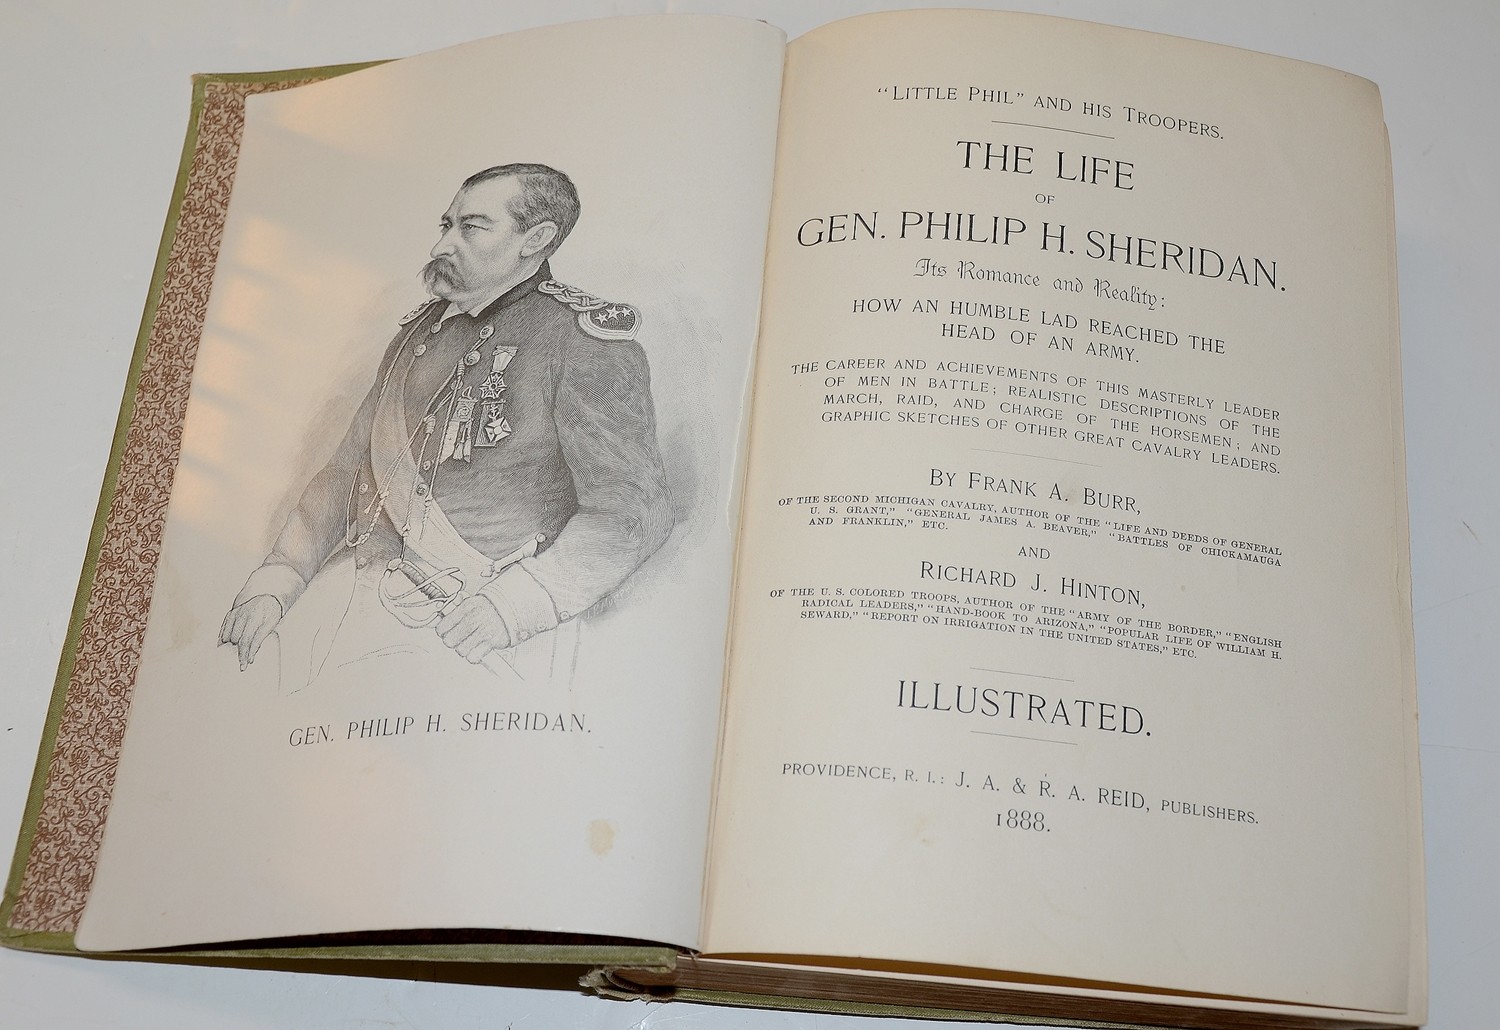 GEN. PHILIP H. SHERIDAN.
"LITTLE PHIL" AND HIS TROOPERS.
THE LIFE
OF
GEN. PHILIP H. SHERIDAN.
Its Romance and Reality:
HOW AN HUMBLE LAD REACHED THE
HEAD OF AN ARMY.
THE CAREER AND ACHIEVEMENTS OF THIS MASTERLY LEADER
OF MEN IN BATTLE; REALISTIC DESCRIPTIONS OF THE
MARCH, RAID, AND CHARGE OF THE HORSEMEN; AND
GRAPHIC SKETCHES OF OTHER GREAT CAVALRY LEADERS.
BY FRANK A. BURR,
OF THE SECOND MICHIGAN CAVALRY, AUTHOR OF THE "LIFE AND DEEDS OF GENERAL
U. S. GRANT," "GENERAL JAMES A. BEAVER," "BATTLES OF CHICKAMAUGA
AND FRANKLIN," ETC.
AND
RICHARD J. HINTON,
OF THE U. S. COLORED TROOPS, AUTHOR OF THE "ARMY OF THE BORDER," "ENGLISH
RADICAL LEADERS," "HAND-BOOK TO ARIZONA," "POPULAR LIFE OF WILLIAM H.
SEWARD," "REPORT ON IRRIGATION IN THE UNITED STATES," ETC.
ILLUSTRATED.
PROVIDENCE, R. I.: J. A. & R. A. REID, PUBLISHERS.
1888.